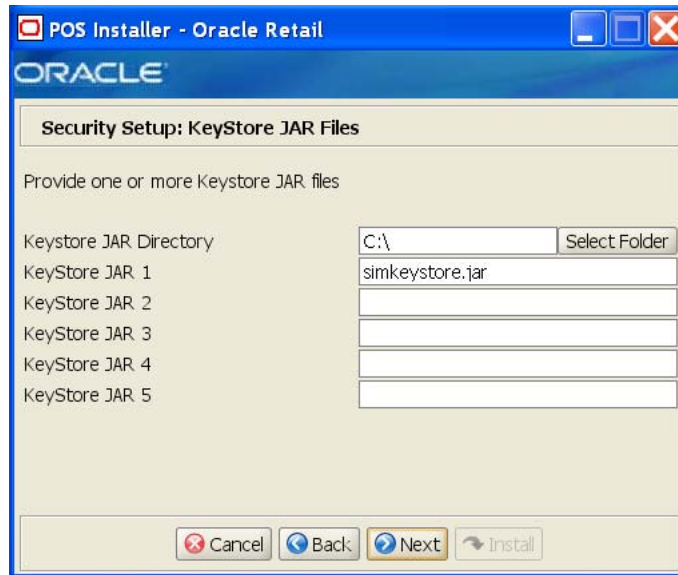 POS Installer - Oracle Retail
ORACLE
Security Setup: KeyStore JAR Files
Provide one or more Keystore JAR files
Keystore JAR Directory C:\ Select Folder
KeyStore JAR 1 simkeystore.jar
KeyStore JAR 2
KeyStore JAR 3
KeyStore JAR 4
KeyStore JAR 5
Cancel Back Next Install